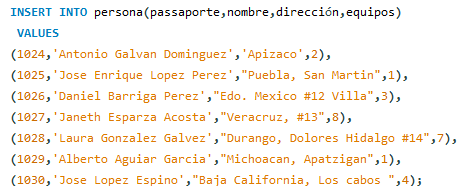 INSERT INTO persona(passaporte,nombre,dirección,equipos)
VALUES
(1024,'Antonio Galvan Dominguez','Apizaco',2),
(1025,'Jose Enrique Lopez Perez',"Puebla, San Martin",1),
(1026,'Daniel Barriga Perez',"Edo. Mexico #12 Villa",3),
(1027,'Janeth Esparza Acosta',"Veracruz, #13",8),
(1028,'Laura Gonzalez Galvez',"Durango, Dolores Hidalgo #14",7),
(1029,'Alberto Aguiar Garcia',"Michoacan, Apatzigan",1),
(1030,'Jose Lopez Espino',"Baja California, Los cabos ",4);